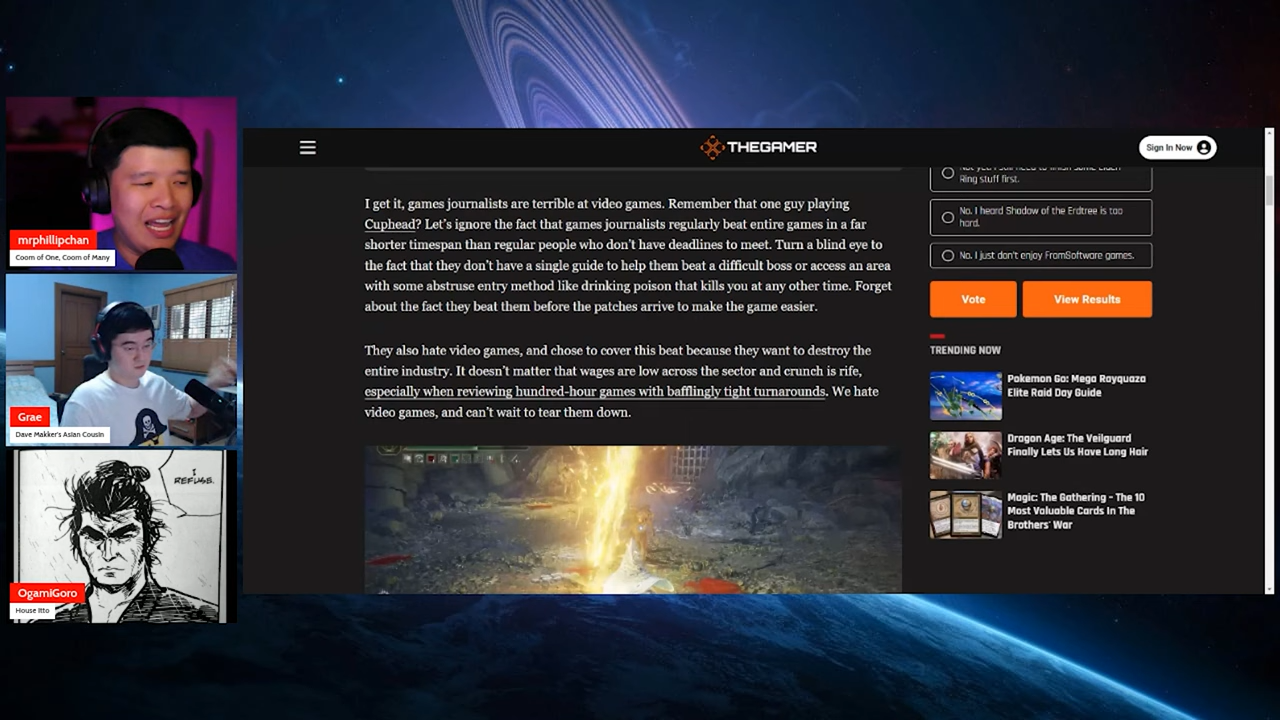 mrphillipchan
Coom of One, Coom of Many
Grae
Dave Makker's Asian Cousin
I
REFUSE.
OgamiGoro
House Itto
THEGAMER
Sign In Now
I get it, games journalists are terrible at video games. Remember that one guy playing
Cuphead? Let's ignore the fact that games journalists regularly beat entire games in a far
shorter timespan than regular people who don't have deadlines to meet. Turn a blind eye to
the fact that they don't have a single guide to help them beat a difficult boss or access an area
with some abstruse entry method like drinking poison that kills you at any other time. Forget
about the fact they beat them before the patches arrive to make the game easier.
They also hate video games, and chose to cover this beat because they want to destroy the
entire industry. It doesn't matter that wages are low across the sector and crunch is rife,
especially when reviewing hundred-hour games with bafflingly tight turnarounds. We hate
video games, and can't wait to tear them down.
Not yet, I still need to finish some Elden
Ring stuff first.
No. I heard Shadow of the Erdtree is too
hard.
No. I just don't enjoy FromSoftware games.
Vote
View Results
TRENDING NOW
Pokemon Go: Mega Rayquaza
Elite Raid Day Guide
Dragon Age: The Veilguard
Finally Lets Us Have Long Hair
Magic: The Gathering - The 10
Most Valuable Cards In The
Brothers' War